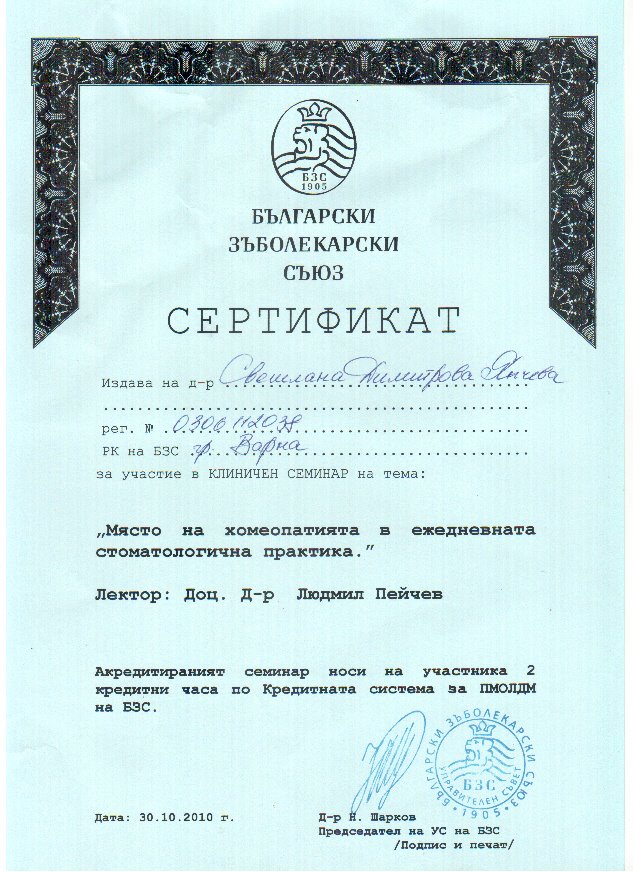 БЗС
1905
БЪЛГАРСКИ
ЗЪБОЛЕКАРСКИ
СЪЮЗ
СЕРТИФИКАТ
Издава на д-р Светлана Димитрова Янчева
рег. № 0306112039
РК на БЗС гр. Варна
за участие в КЛИНИЧЕН СЕМИНАР на тема:
„Място на хомеопатията в ежедневната
стоматологична практика.”
Лектор: Доц. Д-р Людмил Пейчев
Акредитираният семинар носи на участника 2
кредитни часа по Кредитната система за ПМОЛДМ
на БЗС.
БЪЛГАРСКИ ЗЪБОЛЕКАРСКИ СЪЮЗ
УПРАВИТЕЛЕН СЪВЕТ
БЗС
1905
Дата: 30.10.2010 г.
Д-р Н. Шарков
Председател на УС на БЗС
/Подпис и печат/